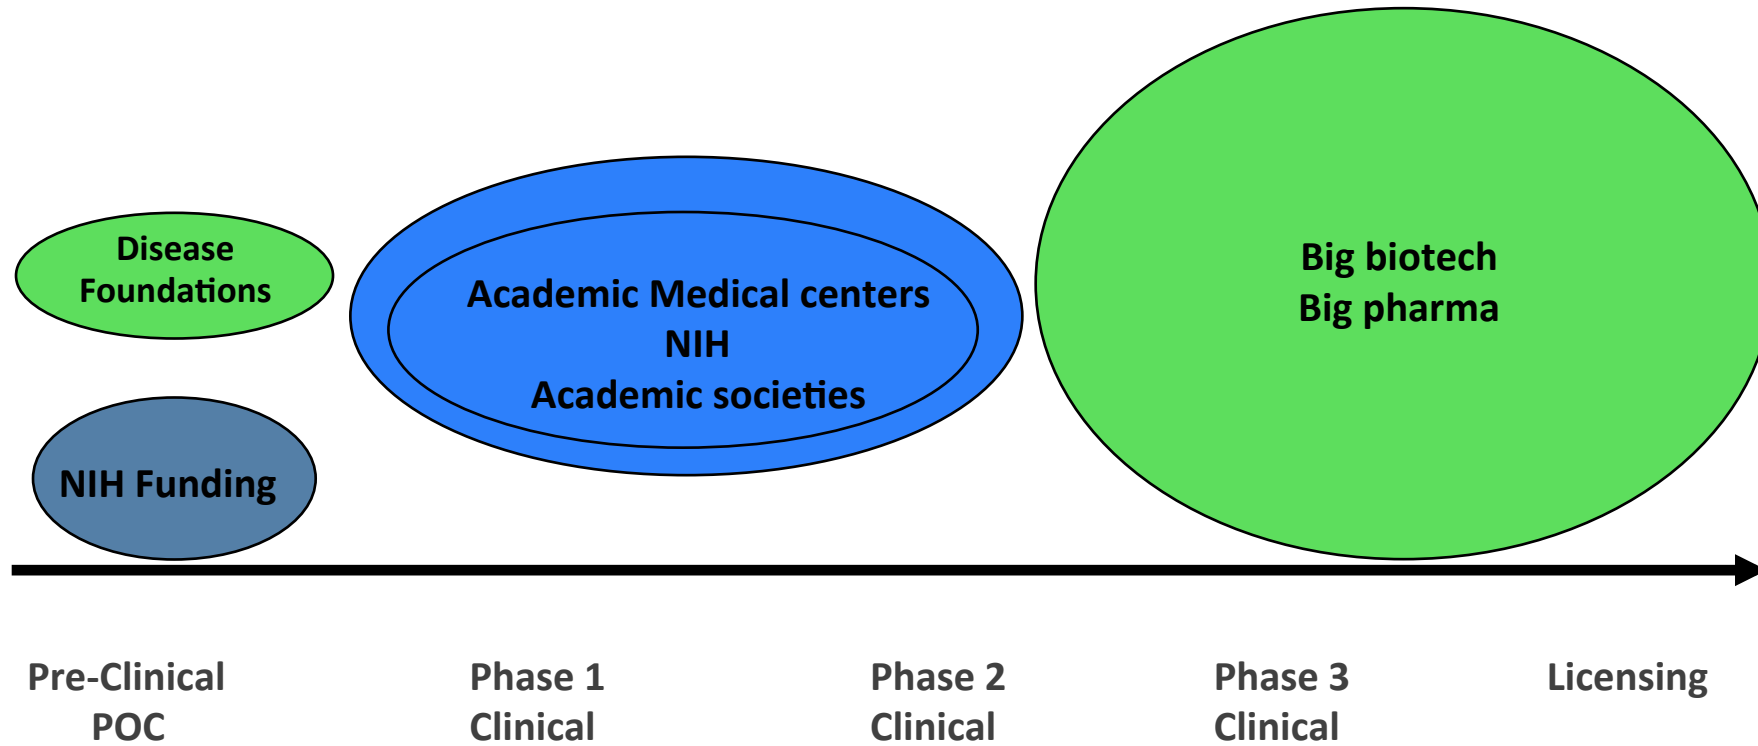 Disease
Foundations
NIH Funding
Academic Medical centers
NIH
Academic societies
Big biotech
Big pharma
Pre-Clinical
POC
Phase 1
Clinical
Phase 2
Clinical
Phase 3
Clinical
Licensing